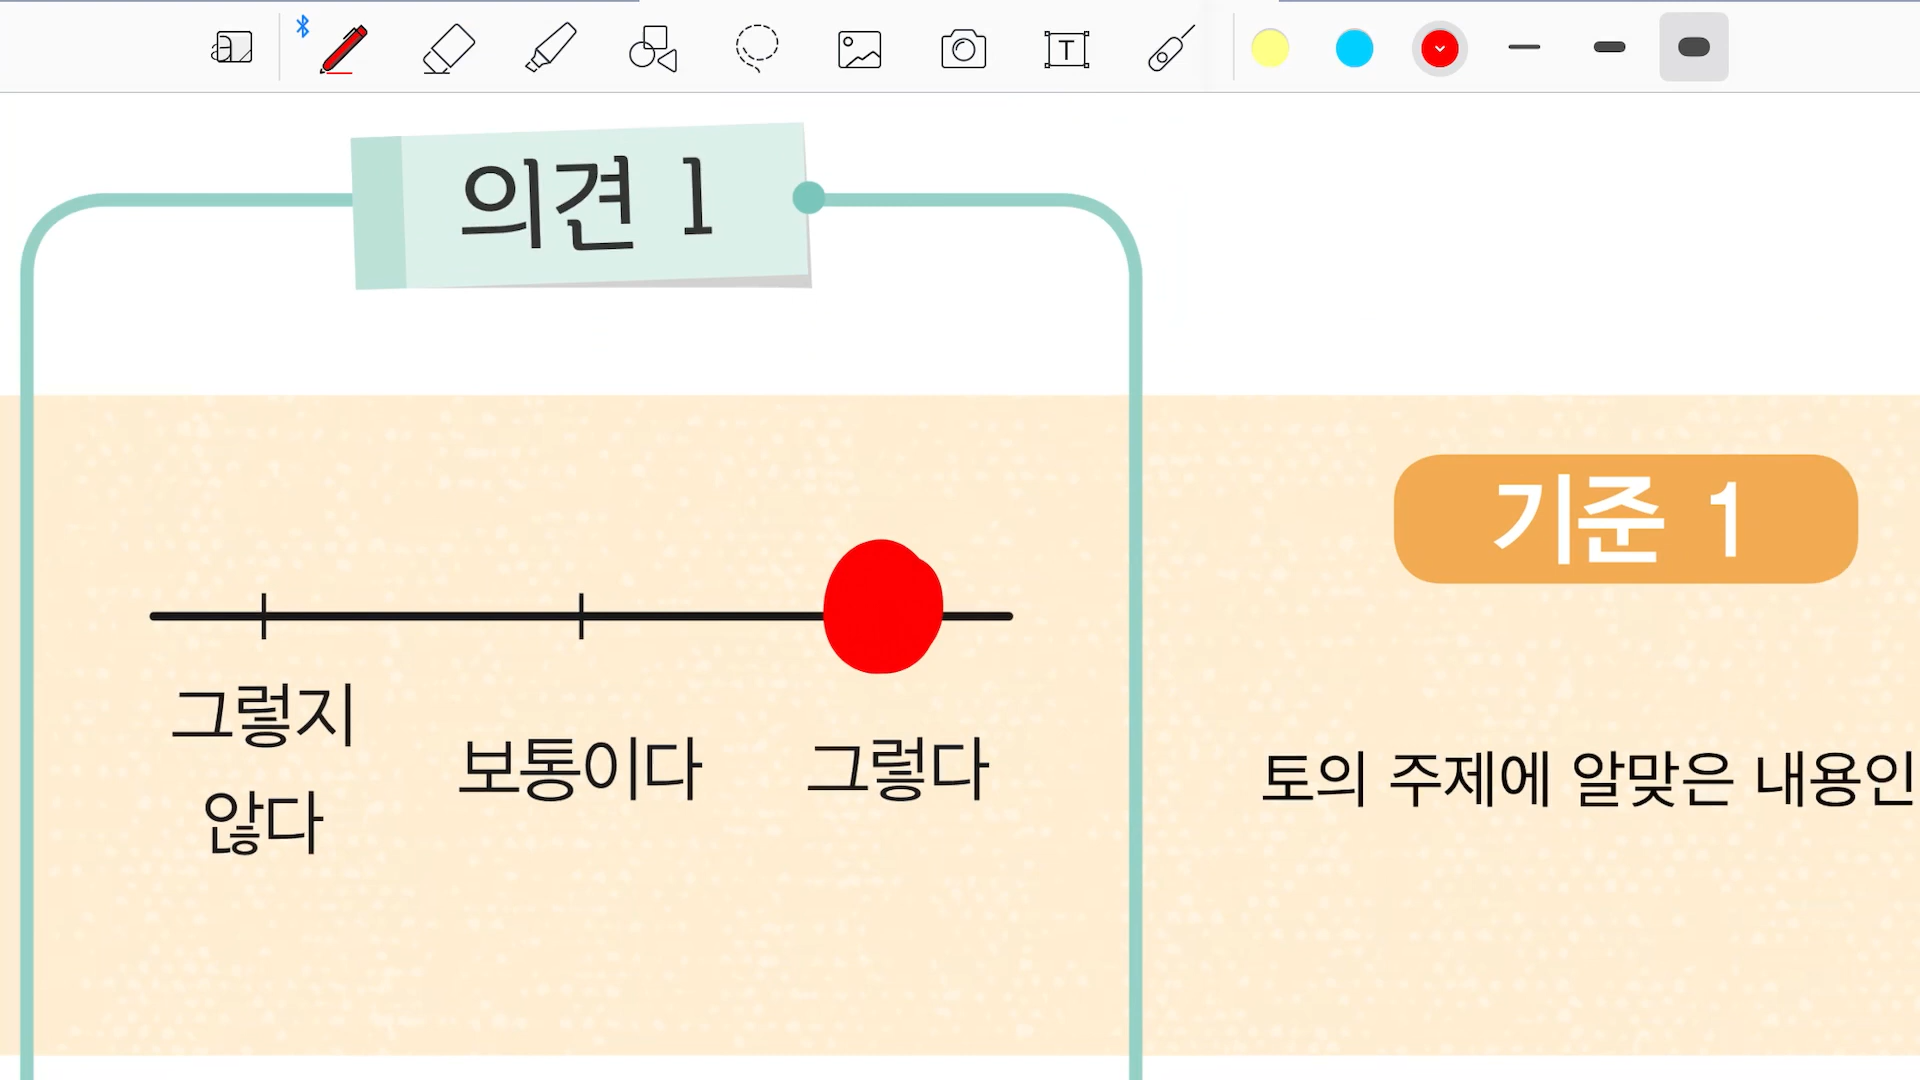 의견 1
기준 1
그렇지
않다
보통이다
그렇다
토의 주제에 알맞은 내용인